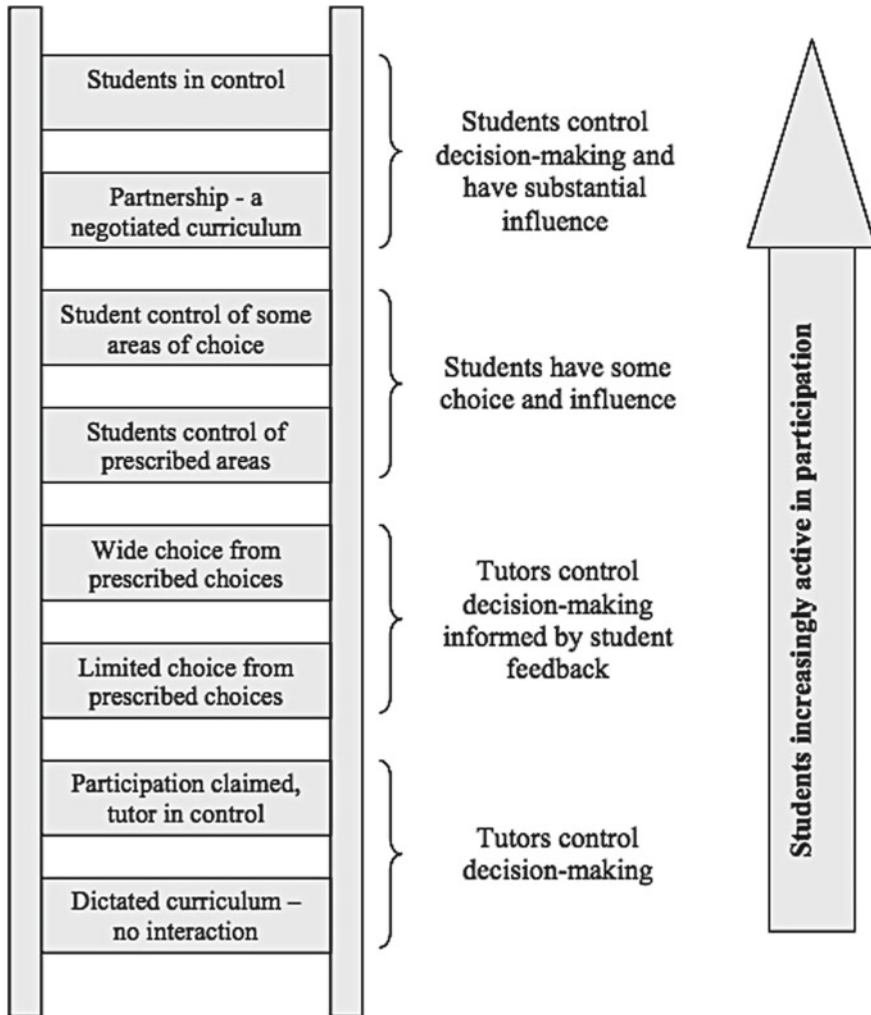 Students in control
Partnership - a
negotiated curriculum
Students control
decision-making and
have substantial
influence
Student control of some
areas of choice
Students control of
prescribed areas
Students have some
choice and influence
Wide choice from
prescribed choices
Limited choice from
prescribed choices
Tutors control
decision-making
informed by student
feedback
Participation claimed,
tutor in control
Dictated curriculum –
no interaction
Tutors control
decision-making
Students increasingly active in participation